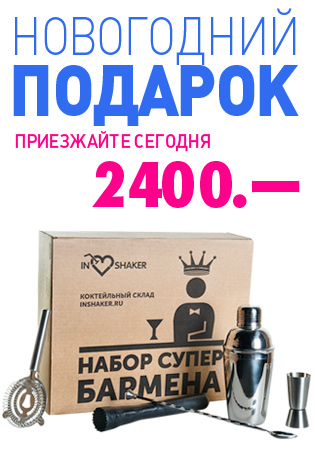 НОВОГОДНИЙ
ПОДАРОК
ПРИЕЗЖАЙТЕ СЕГОДНЯ
2400.—
IN SHAKER
КОКТЕЙЛЬНЫЙ СКЛАД
INSHAKER.RU
НАБОР СУПЕР
БАРМЕНА